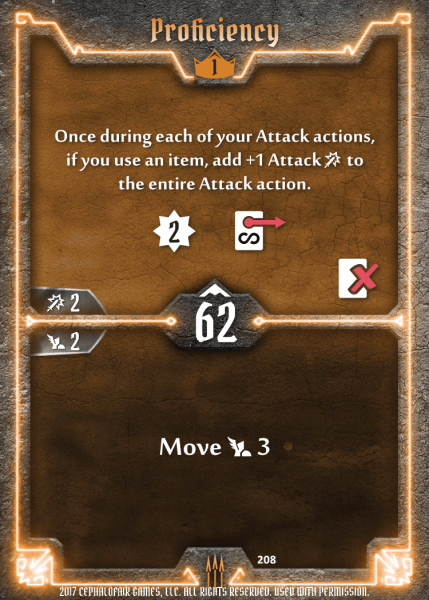 Proficiency
1
Once during each of your Attack actions,
if you use an item, add +1 Attack to
the entire Attack action.
2
2
62
2
Move 3
208
2017 CEPHALOFAIR GAMES, LLC. ALL RIGHTS RESERVED. USED WITH PERMISSION.